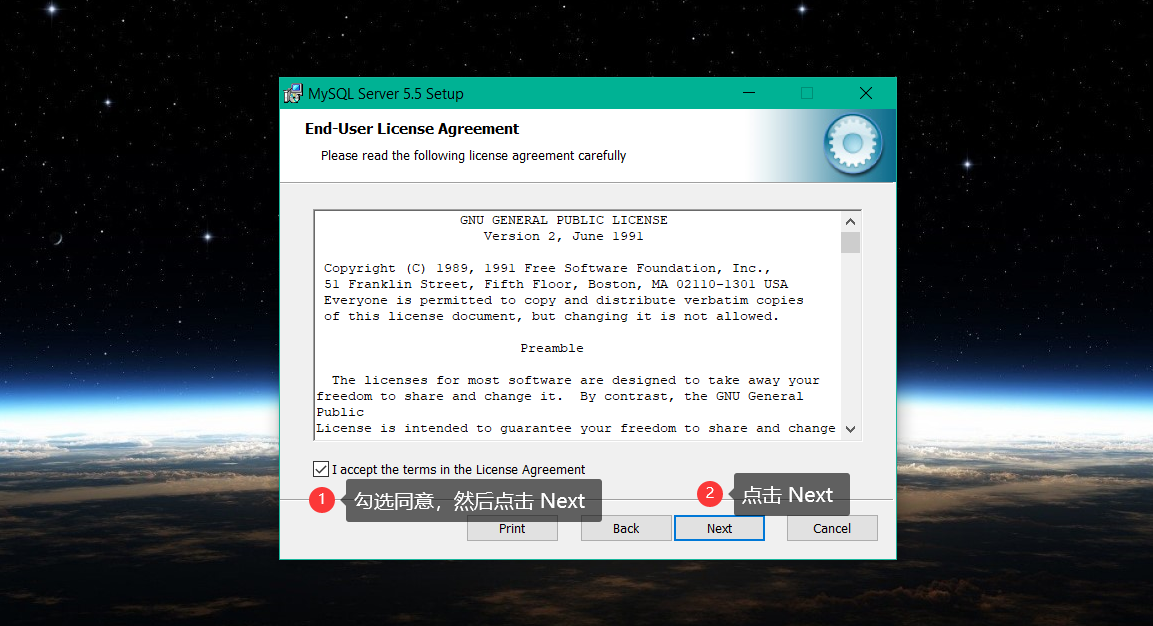 MySQL Server 5.5 Setup
End-User License Agreement
Please read the following license agreement carefully
GNU GENERAL PUBLIC LICENSE
Version 2, June 1991
Copyright (C) 1989, 1991 Free Software Foundation, Inc.,
51 Franklin Street, Fifth Floor, Boston, MA 02110-1301 USA
Everyone is permitted to copy and distribute verbatim copies
of this license document, but changing it is not allowed.
Preamble
The licenses for most software are designed to take away your
freedom to share and change it.  By contrast, the GNU General
Public
License is intended to guarantee your freedom to share and change
I accept the terms in the License Agreement
1 勾选同意，然后点击 Next
2 点击 Next
Print
Back
Next
Cancel